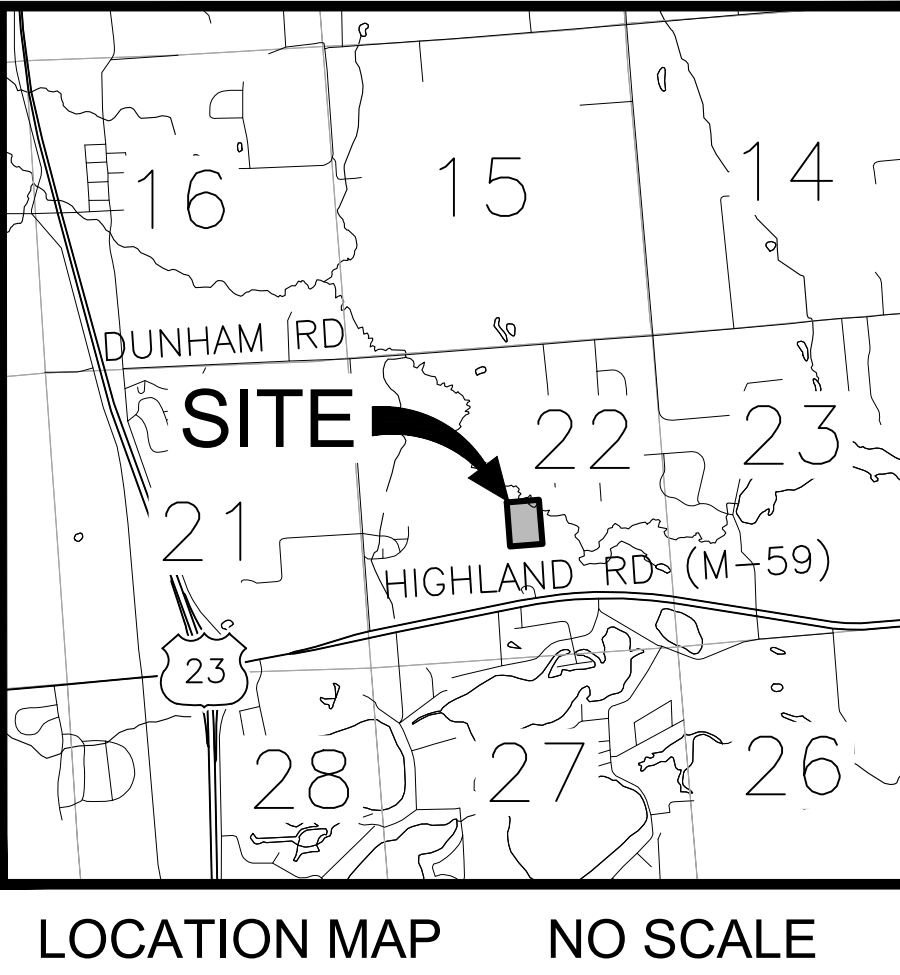 16
15
14
DUNHAM RD
SITE
22
23
21
HIGHLAND RD (M-59)
23
28
27
26
LOCATION MAP
NO SCALE